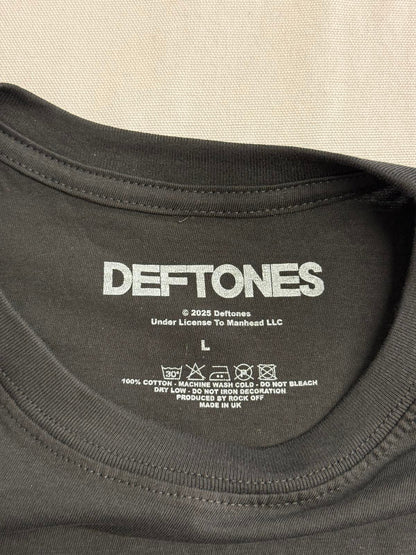 DEFTONES
© 2025 Deftones
Under License To Manhead LLC
L
30°
100% COTTON - MACHINE WASH COLD - DO NOT BLEACH
DRY LOW - DO NOT IRON DECORATION
PRODUCED BY ROCK OFF
MADE IN UK